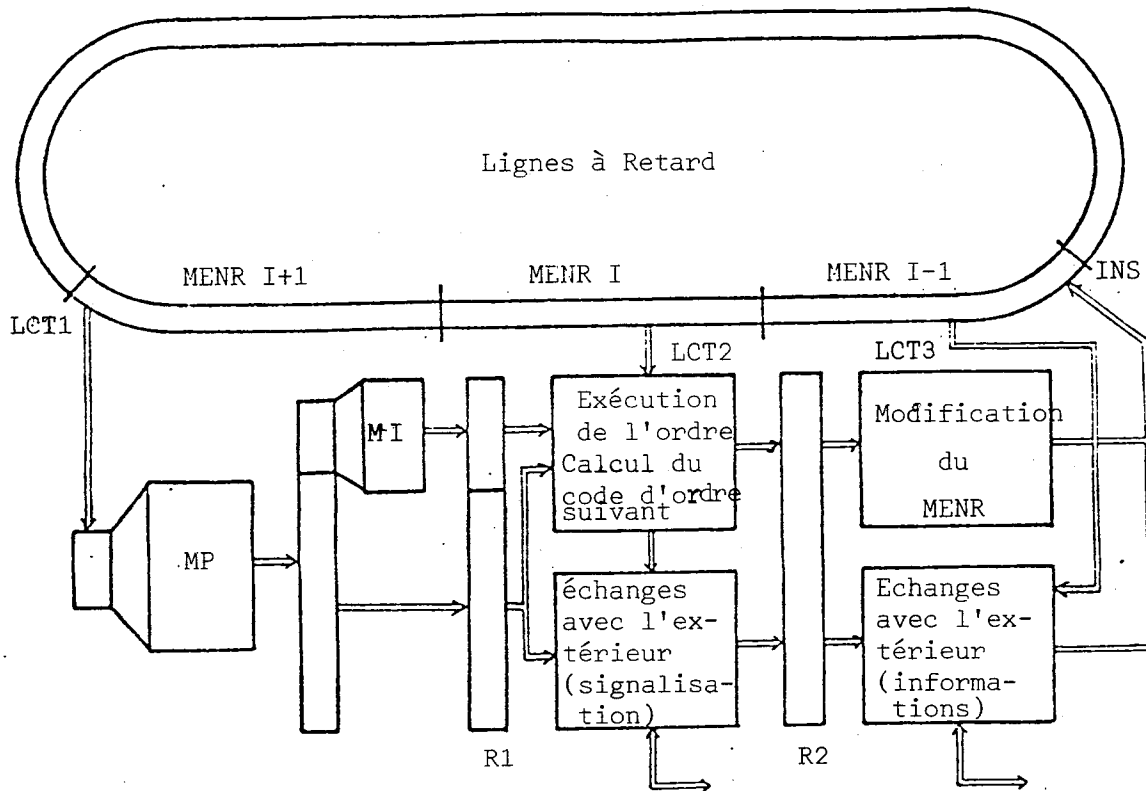 Lignes à Retard
MENR I+1
MENR I
MENR I-1
INS
LCT1
LCT2
LCT3
MP
M-I
Exécution
de l'ordre
Calcul du
code d'ordre
suivant
Modification
du
MENR
échanges
avec l'ex-
térieur
(signalisa-
tion)
Echanges
avec l'ex-
térieur
(informa-
tions)
R1
R2